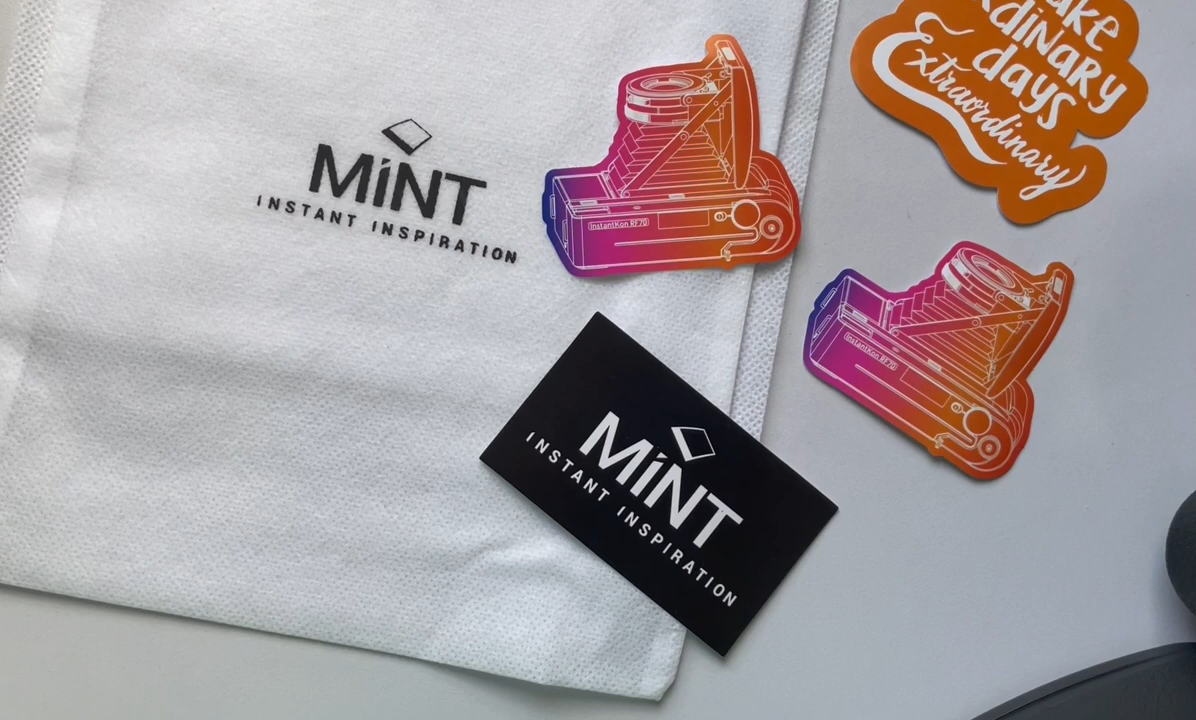 MiNT
INSTANT INSPIRATION
InstantKon RF70
DiNARY
days
Extraordinary
InstantKon RF70
MiNT
INSTANT INSPIRATION